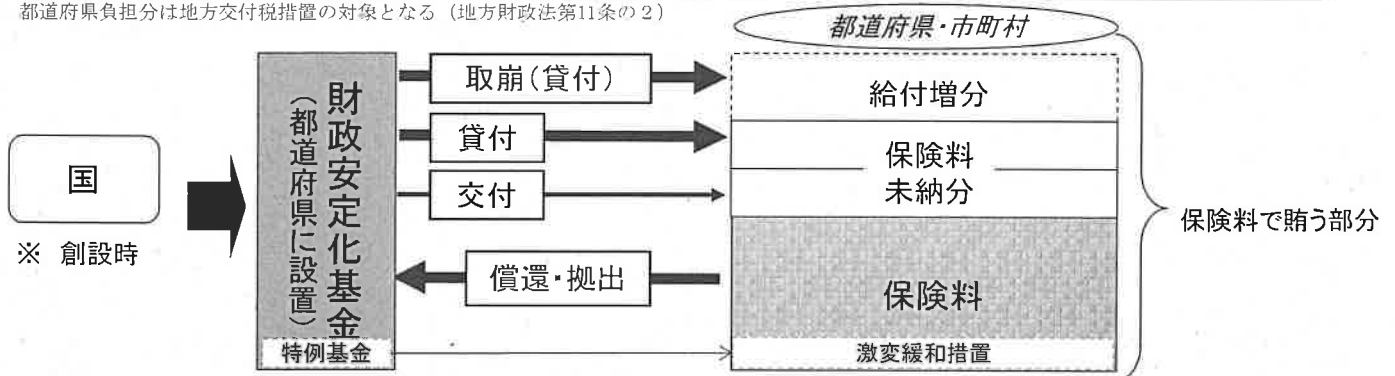 都道府県負担分は地方交付税措置の対象となる（地方財政法第11条の２）
都道府県・市町村
国
※ 創設時
財政安定化基金
（都道府県に設置）
特例基金
取崩（貸付）
貸付
交付
償還・拠出
給付増分
保険料
未納分
保険料
激変緩和措置
保険料で賄う部分